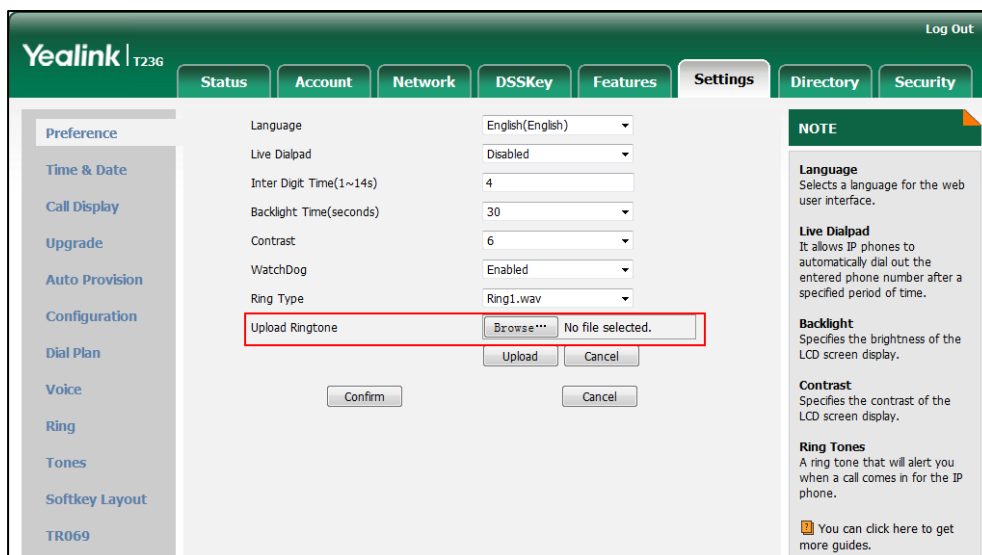 Log Out
Yealink T23G
Status Account Network DSSKey Features Settings Directory Security
Preference
Time & Date
Call Display
Upgrade
Auto Provision
Configuration
Dial Plan
Voice
Ring
Tones
Softkey Layout
TR069
Language English(English)
Live Dialpad Disabled
Inter Digit Time(1~14s) 4
Backlight Time(seconds) 30
Contrast 6
WatchDog Enabled
Ring Type Ring1.wav
Upload Ringtone Browse… No file selected.
Upload Cancel
Confirm Cancel
NOTE
Language
Selects a language for the web
user interface.
Live Dialpad
It allows IP phones to
automatically dial out the
entered phone number after a
specified period of time.
Backlight
Specifies the brightness of the
LCD screen display.
Contrast
Specifies the contrast of the
LCD screen display.
Ring Tones
A ring tone that will alert you
when a call comes in for the IP
phone.
You can click here to get
more guides.